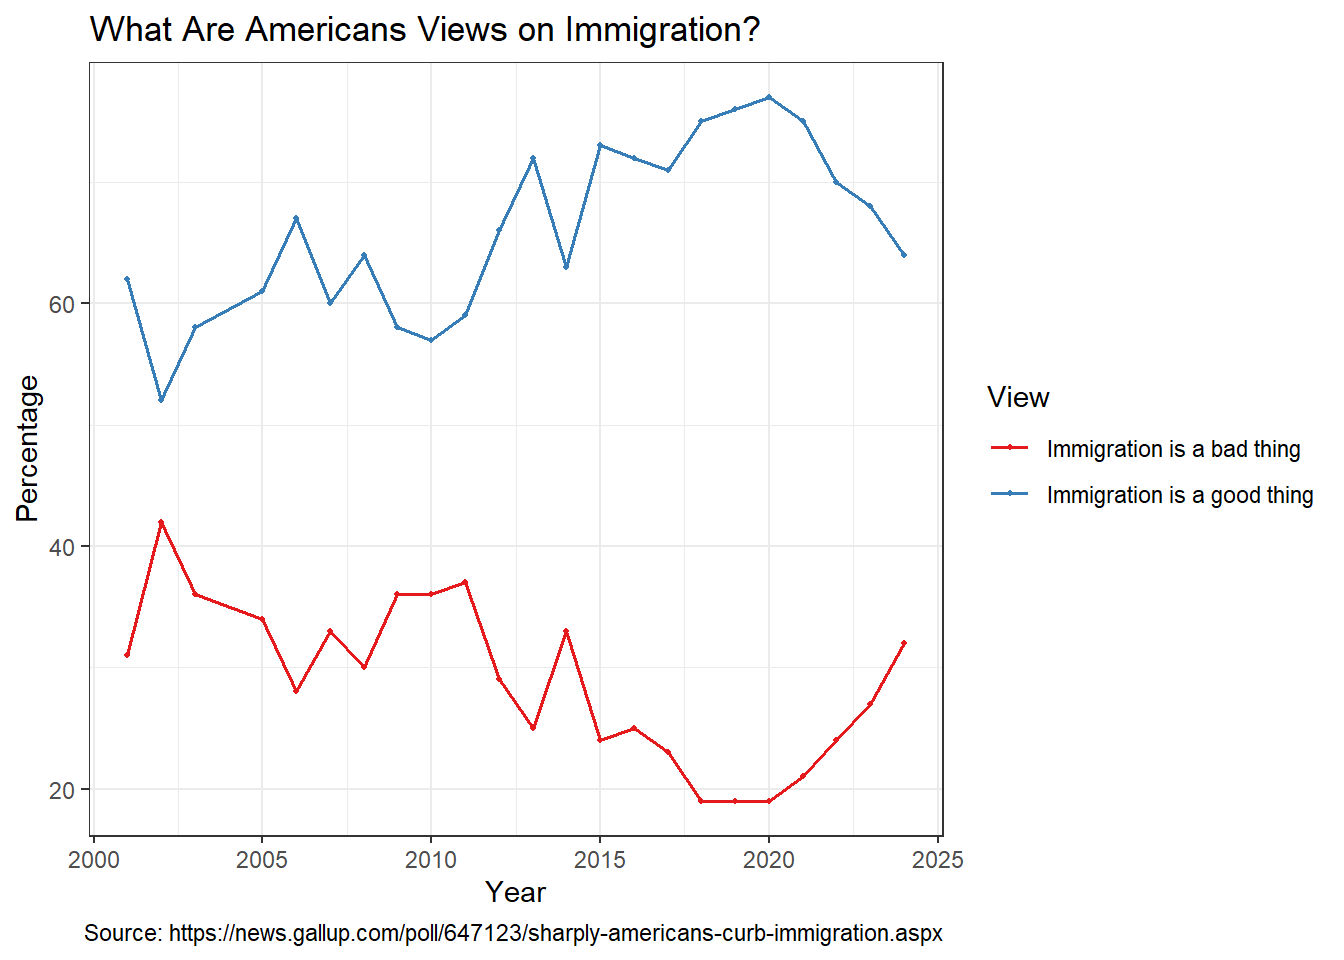 What Are Americans Views on Immigration?
Percentage
60
40
20
2000 2005 2010 2015 2020 2025
Year
View
Immigration is a bad thing
Immigration is a good thing
Source: https://news.gallup.com/poll/647123/sharply-americans-curb-immigration.aspx